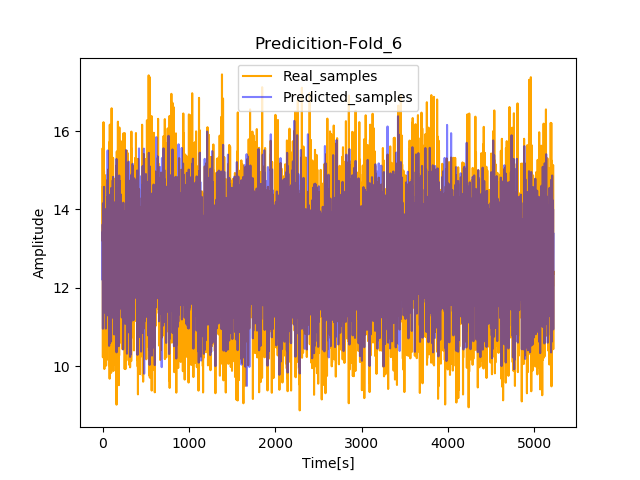 Predicition-Fold_6
Real_samples
Predicted_samples
Amplitude
16
14
12
10
0 1000 2000 3000 4000 5000
Time[s]